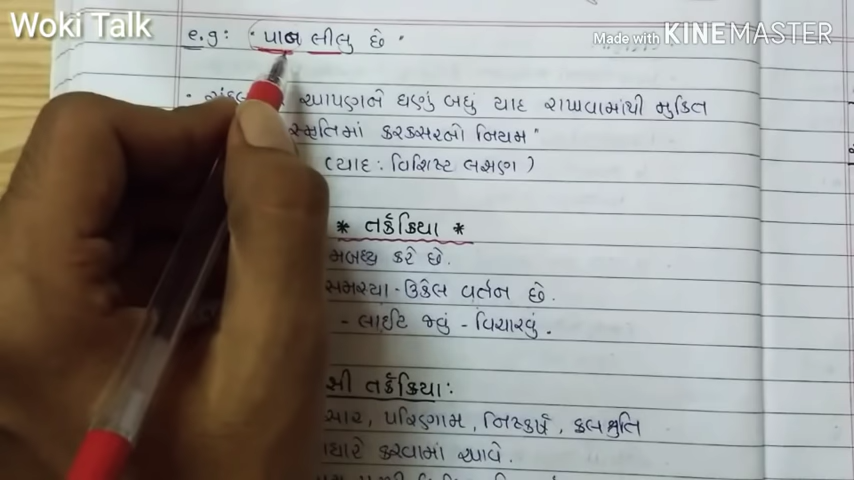 Woki Talk
Made with KINEMASTER
e.g: "પાન લીલુ છે"
આપણને ઘણું બધું યાદ રાખવામાંથી મુક્તિ
સ્મૃતિમાં કરકસરનો નિયમ"
(યાદ : વિશિષ્ટ લક્ષણ)
* તર્કક્રિયા *
કરે છે.
સમસ્યા - ઉકેલ વર્તન છે.
- લાઈટ જવું - વિચારવું.
તર્કક્રિયા:
સાર, પરિણામ, નિષ્કર્ષ, ફલશ્રુતિ
કરવામાં આવે.